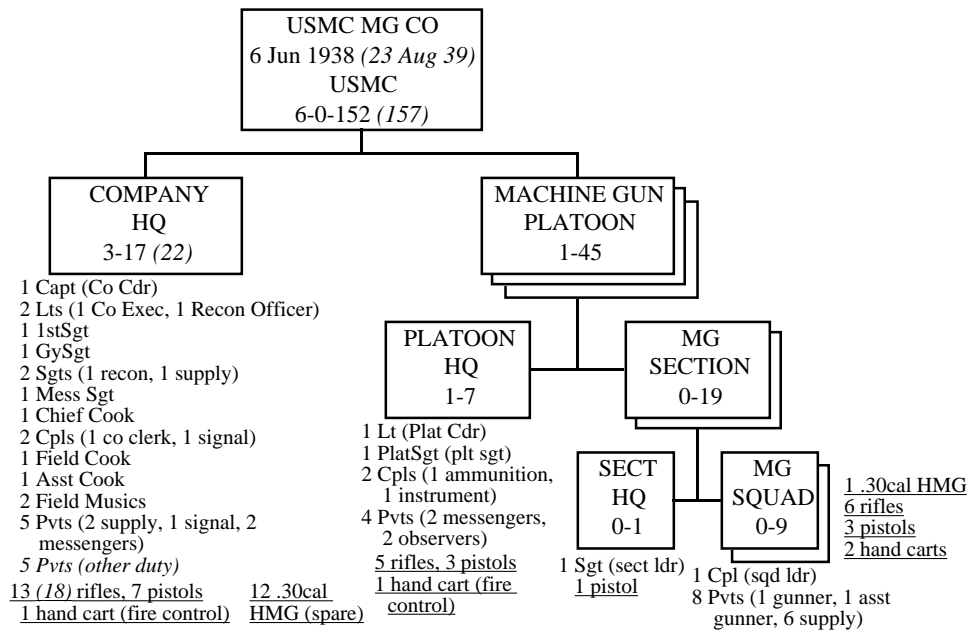 USMC MG CO
6 Jun 1938 (23 Aug 39)
USMC
6-0-152 (157)
COMPANY
HQ
3-17 (22)
1 Capt (Co Cdr)
2 Lts (1 Co Exec, 1 Recon Officer)
1 1stSgt
1 GySgt
2 Sgts (1 recon, 1 supply)
1 Mess Sgt
1 Chief Cook
2 Cpls (1 co clerk, 1 signal)
1 Field Cook
1 Asst Cook
2 Field Musics
5 Pvts (2 supply, 1 signal, 2
messengers)
5 Pvts (other duty)
13 (18) rifles, 7 pistols
1 hand cart (fire control)
12 .30cal
HMG (spare)
MACHINE GUN
PLATOON
1-45
PLATOON
HQ
1-7
1 Lt (Plat Cdr)
1 PlatSgt (plt sgt)
2 Cpls (1 ammunition,
1 instrument)
4 Pvts (2 messengers,
2 observers)
5 rifles, 3 pistols
1 hand cart (fire
control)
MG
SECTION
0-19
SECT
HQ
0-1
1 Sgt (sect ldr)
1 pistol
MG
SQUAD
0-9
1 Cpl (sqd ldr)
8 Pvts (1 gunner, 1 asst
gunner, 6 supply)
1 .30cal HMG
6 rifles
3 pistols
2 hand carts